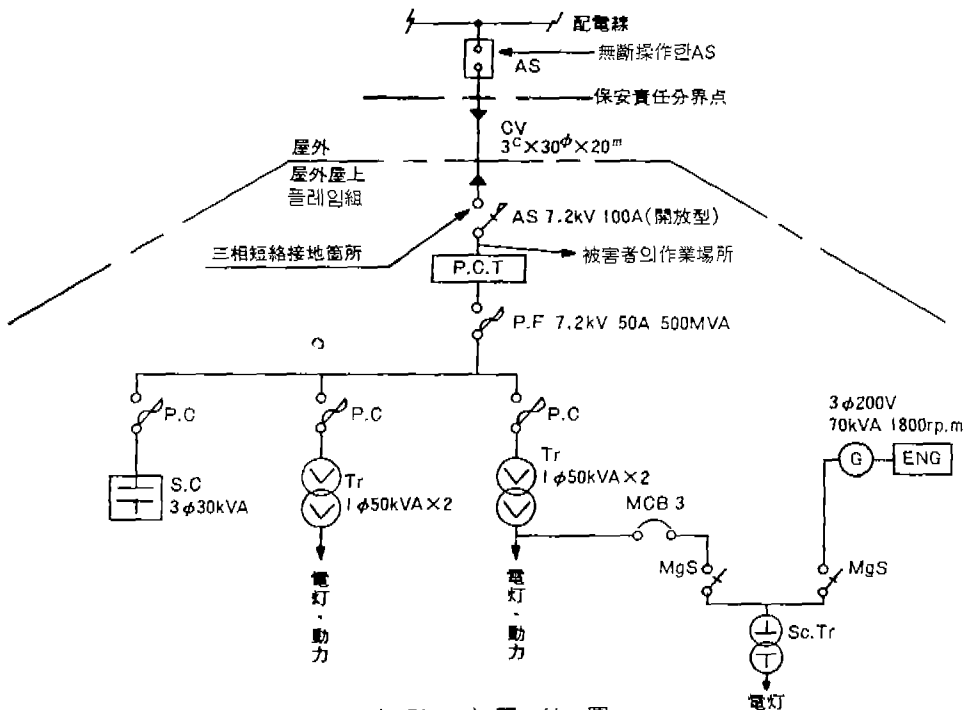 配電線
無斷操作한AS
AS
保安責任分界点
CV
3ᶜ×30ᶲ×20ᵐ
屋外
屋外屋上
플레임組
AS 7.2kV 100A(開放型)
三相短絡接地箇所
被害者의作業場所
P.C.T
P.F 7.2kV 50A 500MVA
P.C
P.C
P.C
3φ200V
70kVA 1800rp.m
G
ENG
S.C
3φ30kVA
Tr
1φ50kVA×2
Tr
1φ50kVA×2
MCB 3
MgS
MgS
電灯・動力
電灯・動力
Sc.Tr
電灯